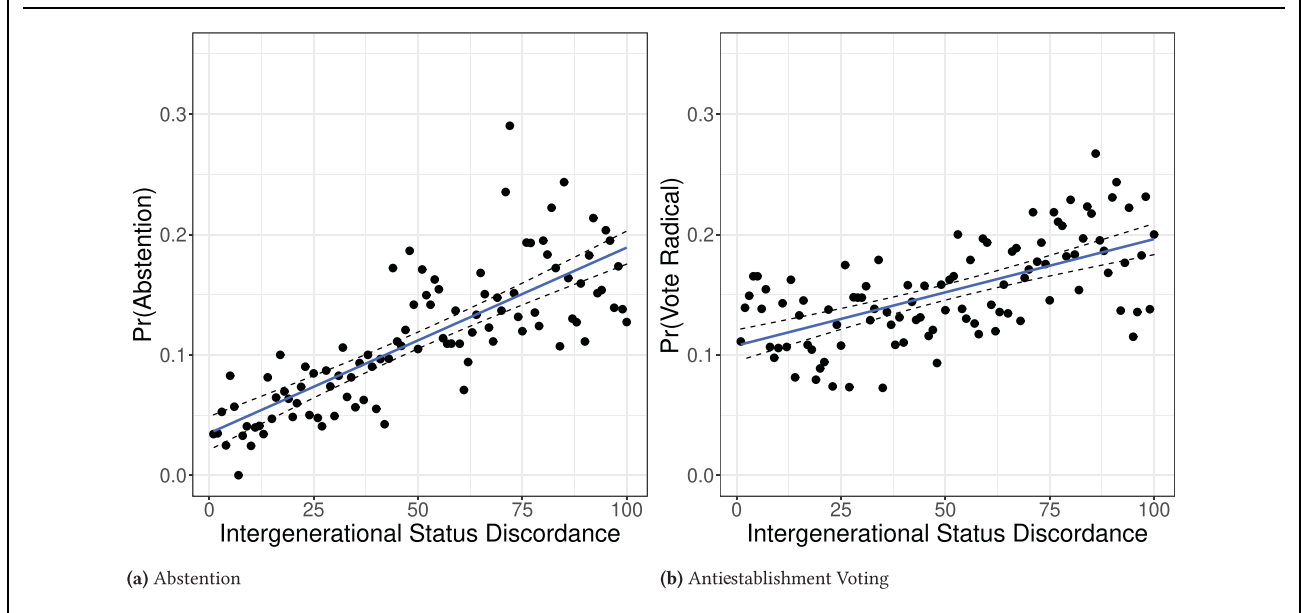 Pr(Abstention)
0.3
0.2
0.1
0.0
0 25 50 75 100
Intergenerational Status Discordance
(a) Abstention
Pr(Vote Radical)
0.3
0.2
0.1
0.0
0 25 50 75 100
Intergenerational Status Discordance
(b) Antiestablishment Voting